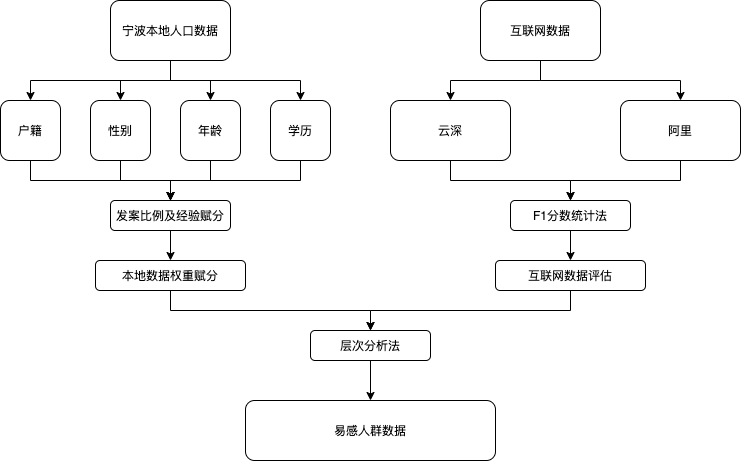 宁波本地人口数据
互联网数据
户籍
性别
年龄
学历
云深
阿里
发案比例及经验赋分
F1分数统计法
本地数据权重赋分
互联网数据评估
层次分析法
易感人群数据